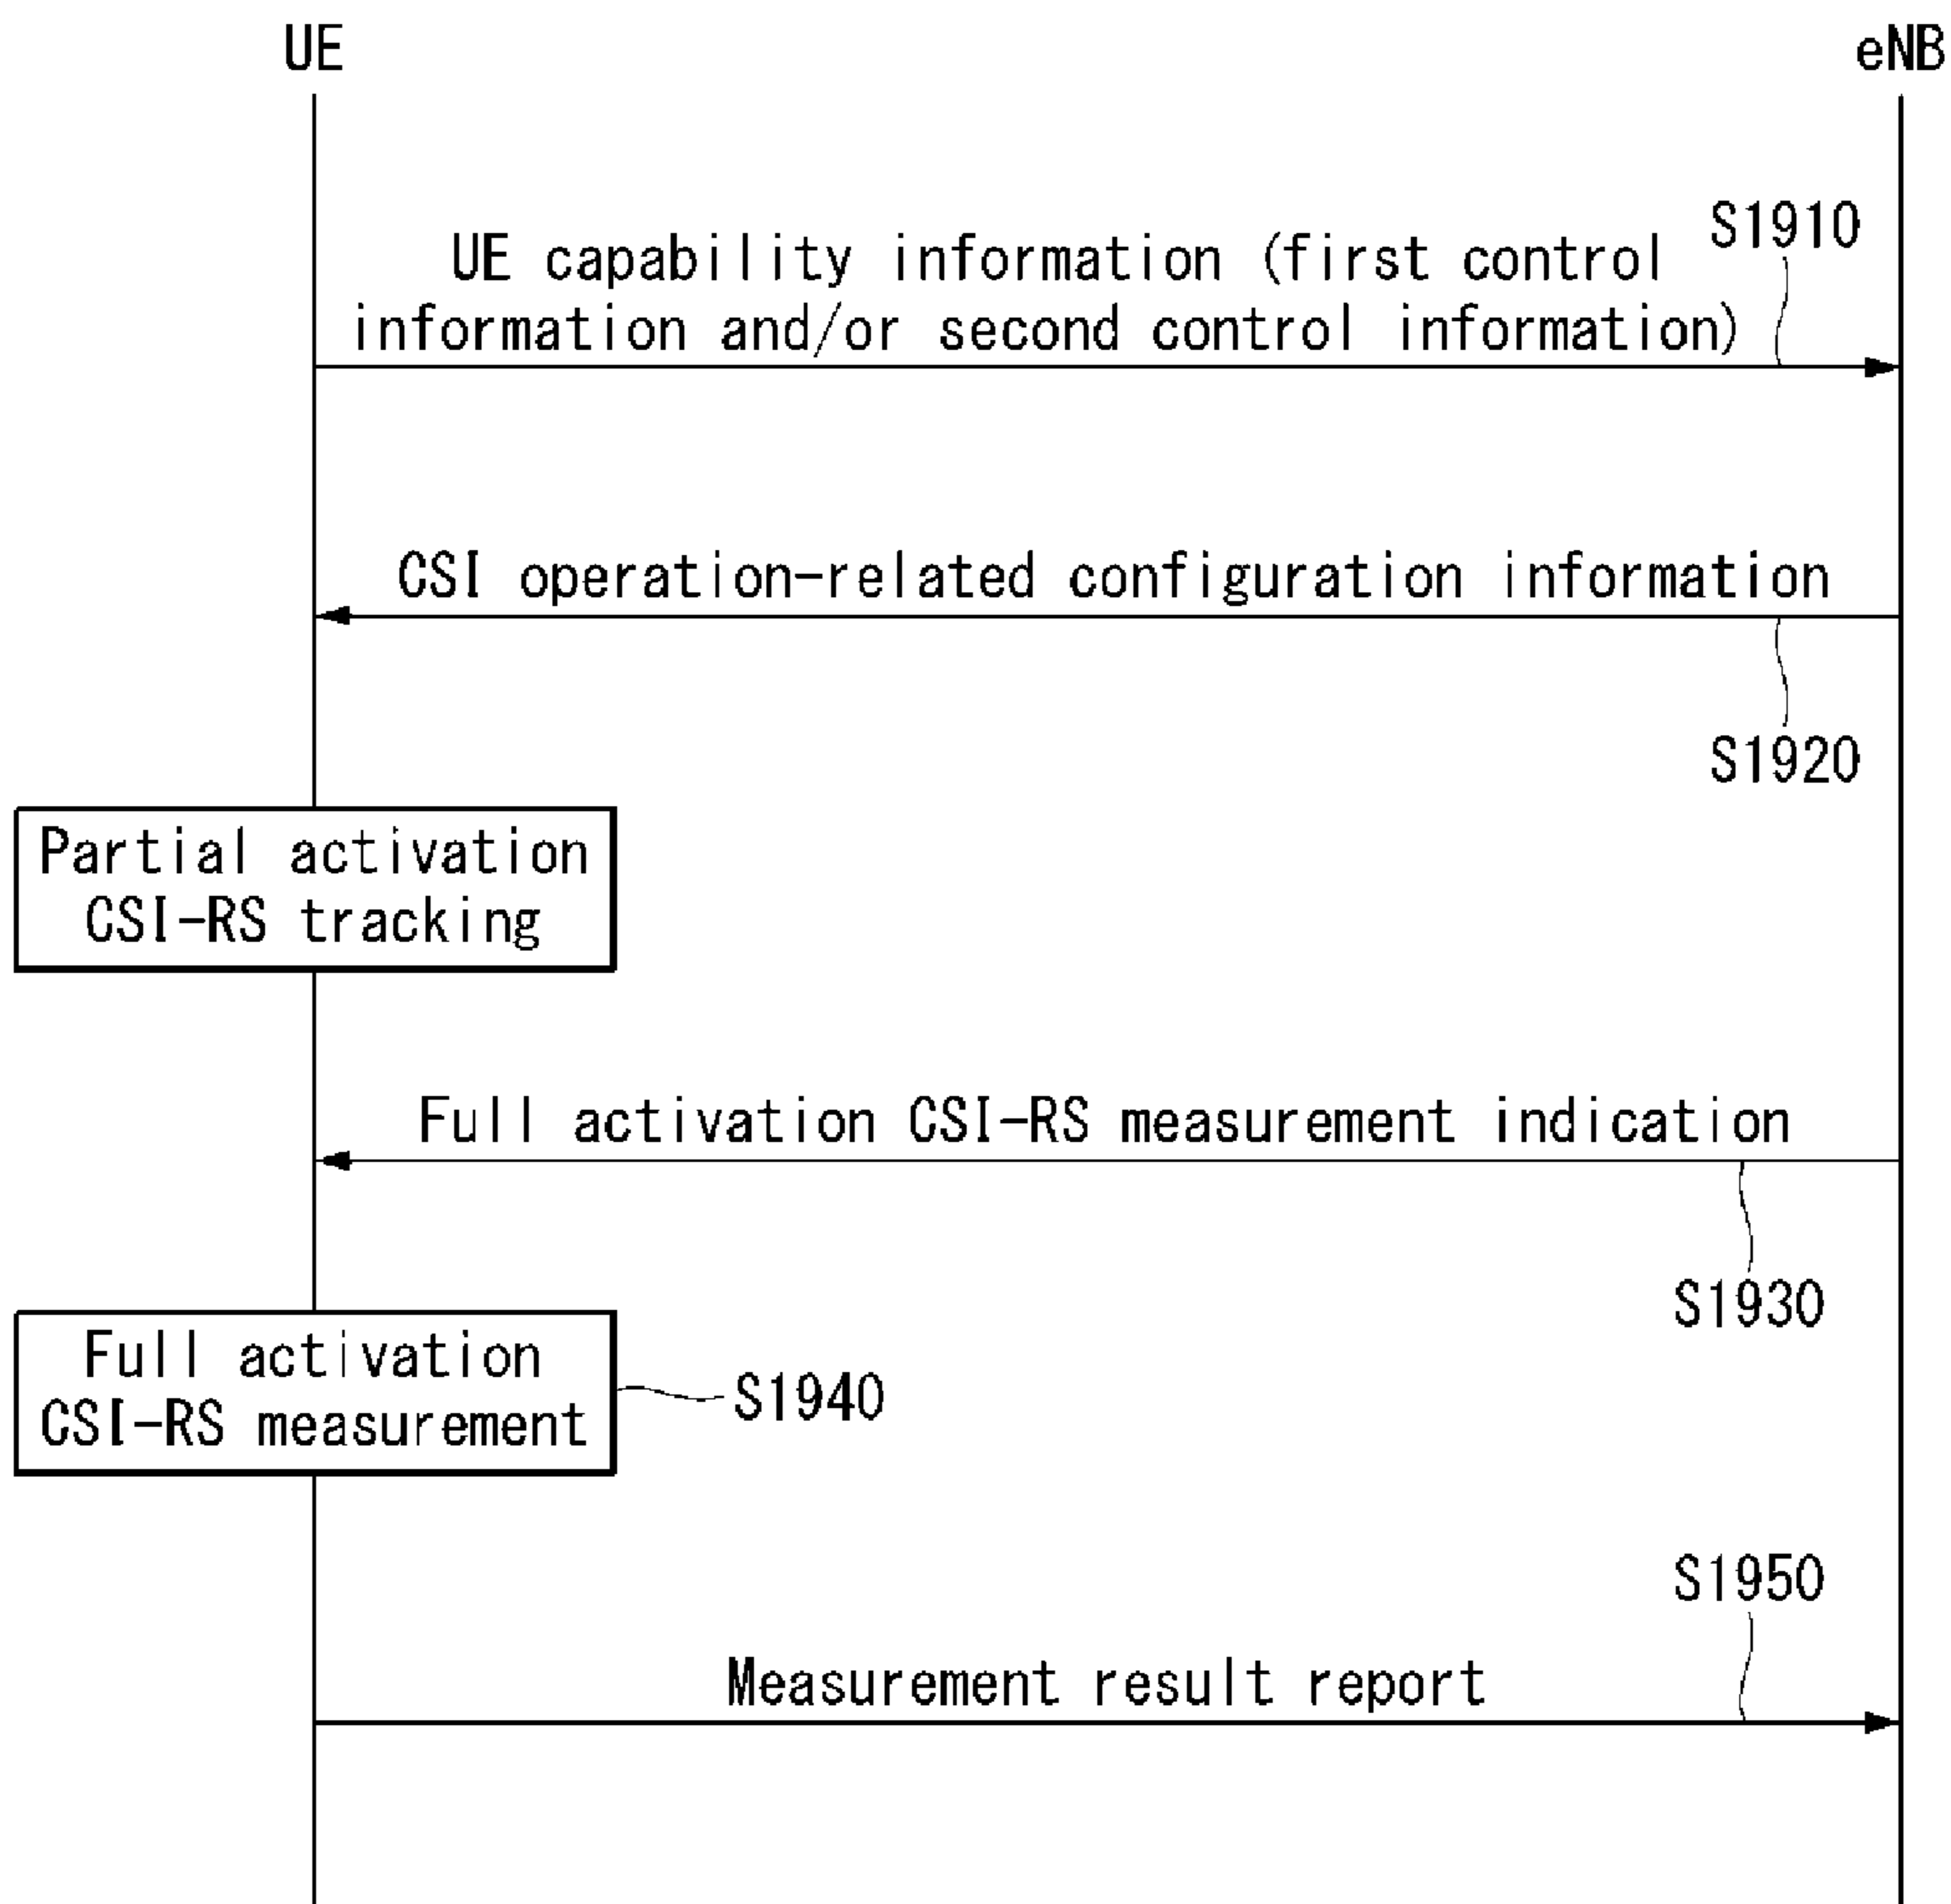 UE
eNB
S1910
UE capability information (first control
information and/or second control information)
CSI operation-related configuration information
S1920
Partial activation
CSI-RS tracking
Full activation CSI-RS measurement indication
S1930
Full activation
CSI-RS measurement
S1940
S1950
Measurement result report